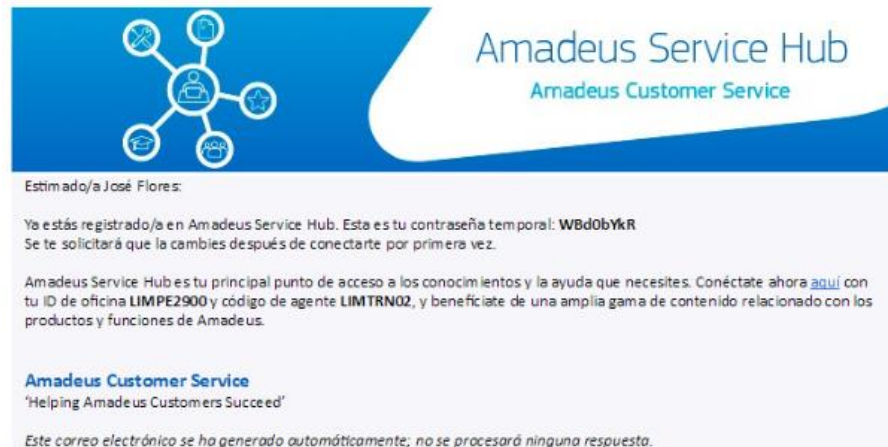 Amadeus Service Hub
Amadeus Customer Service
Estimado/a José Flores:
Ya estás registrado/a en Amadeus Service Hub. Esta es tu contraseña temporal: WBd0bYkR
Se te solicitará que la cambies después de conectarte por primera vez.
Amadeus Service Hub es tu principal punto de acceso a los conocimientos y la ayuda que necesites. Conéctate ahora aquí con
tu ID de oficina LIMPE2900 y código de agente LIMTRN02, y benefíciate de una amplia gama de contenido relacionado con los
productos y funciones de Amadeus.
Amadeus Customer Service
‘Helping Amadeus Customers Succeed’
Este correo electrónico se ha generado automáticamente; no se procesará ninguna respuesta.